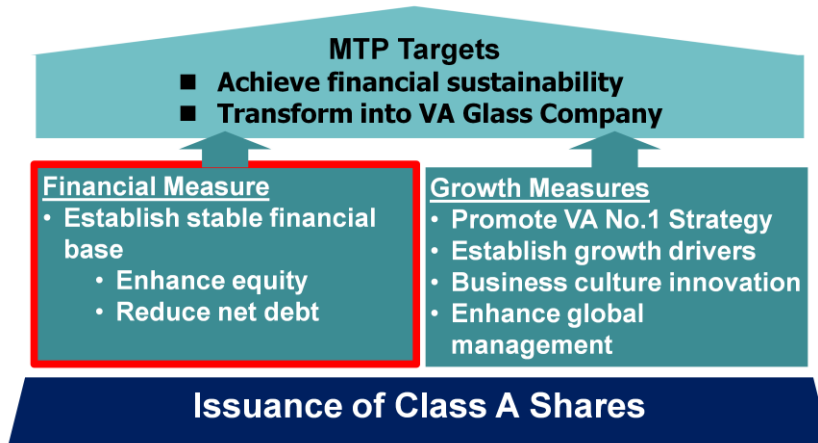 MTP Targets
■ Achieve financial sustainability
■ Transform into VA Glass Company
Financial Measure
• Establish stable financial
base
• Enhance equity
• Reduce net debt
Growth Measures
• Promote VA No.1 Strategy
• Establish growth drivers
• Business culture innovation
• Enhance global
management
Issuance of Class A Shares